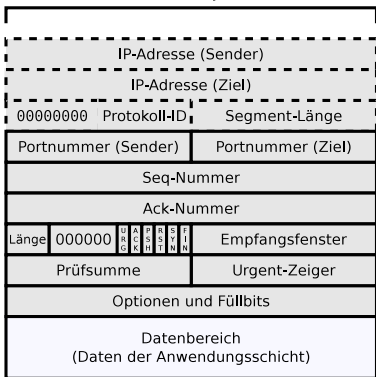 IP-Adresse (Sender)
IP-Adresse (Ziel)
00000000 Protokoll-ID Segment-Länge
Portnummer (Sender) Portnummer (Ziel)
Seq-Nummer
Ack-Nummer
Länge 000000 URG ACK PSH RST SYN FIN Empfangsfenster
Prüfsumme Urgent-Zeiger
Optionen und Füllbits
Datenbereich
(Daten der Anwendungsschicht)